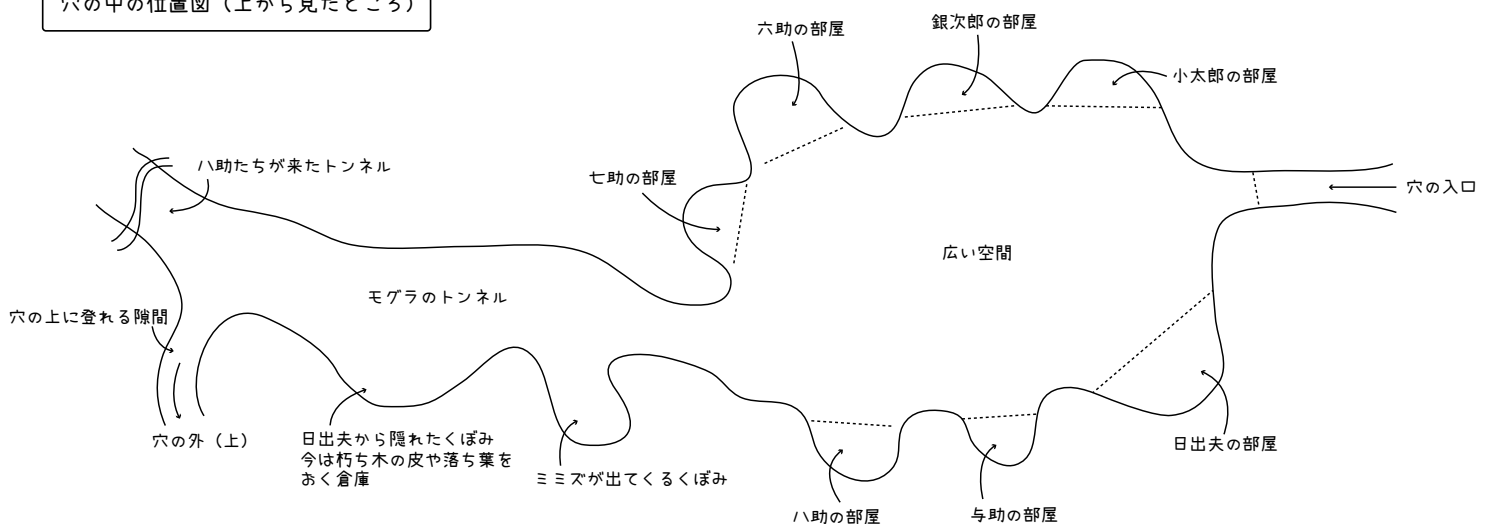 穴の中の位置図（上から見たところ）
六助の部屋
銀次郎の部屋
小太郎の部屋
八助たちが来たトンネル
七助の部屋
穴の入口
広い空間
モグラのトンネル
穴の上に登れる隙間
穴の外（上）
日出夫から隠れたくぼみ
今は朽ち木の皮や落ち葉を
おく倉庫
ミミズが出てくるくぼみ
日出夫の部屋
八助の部屋
与助の部屋